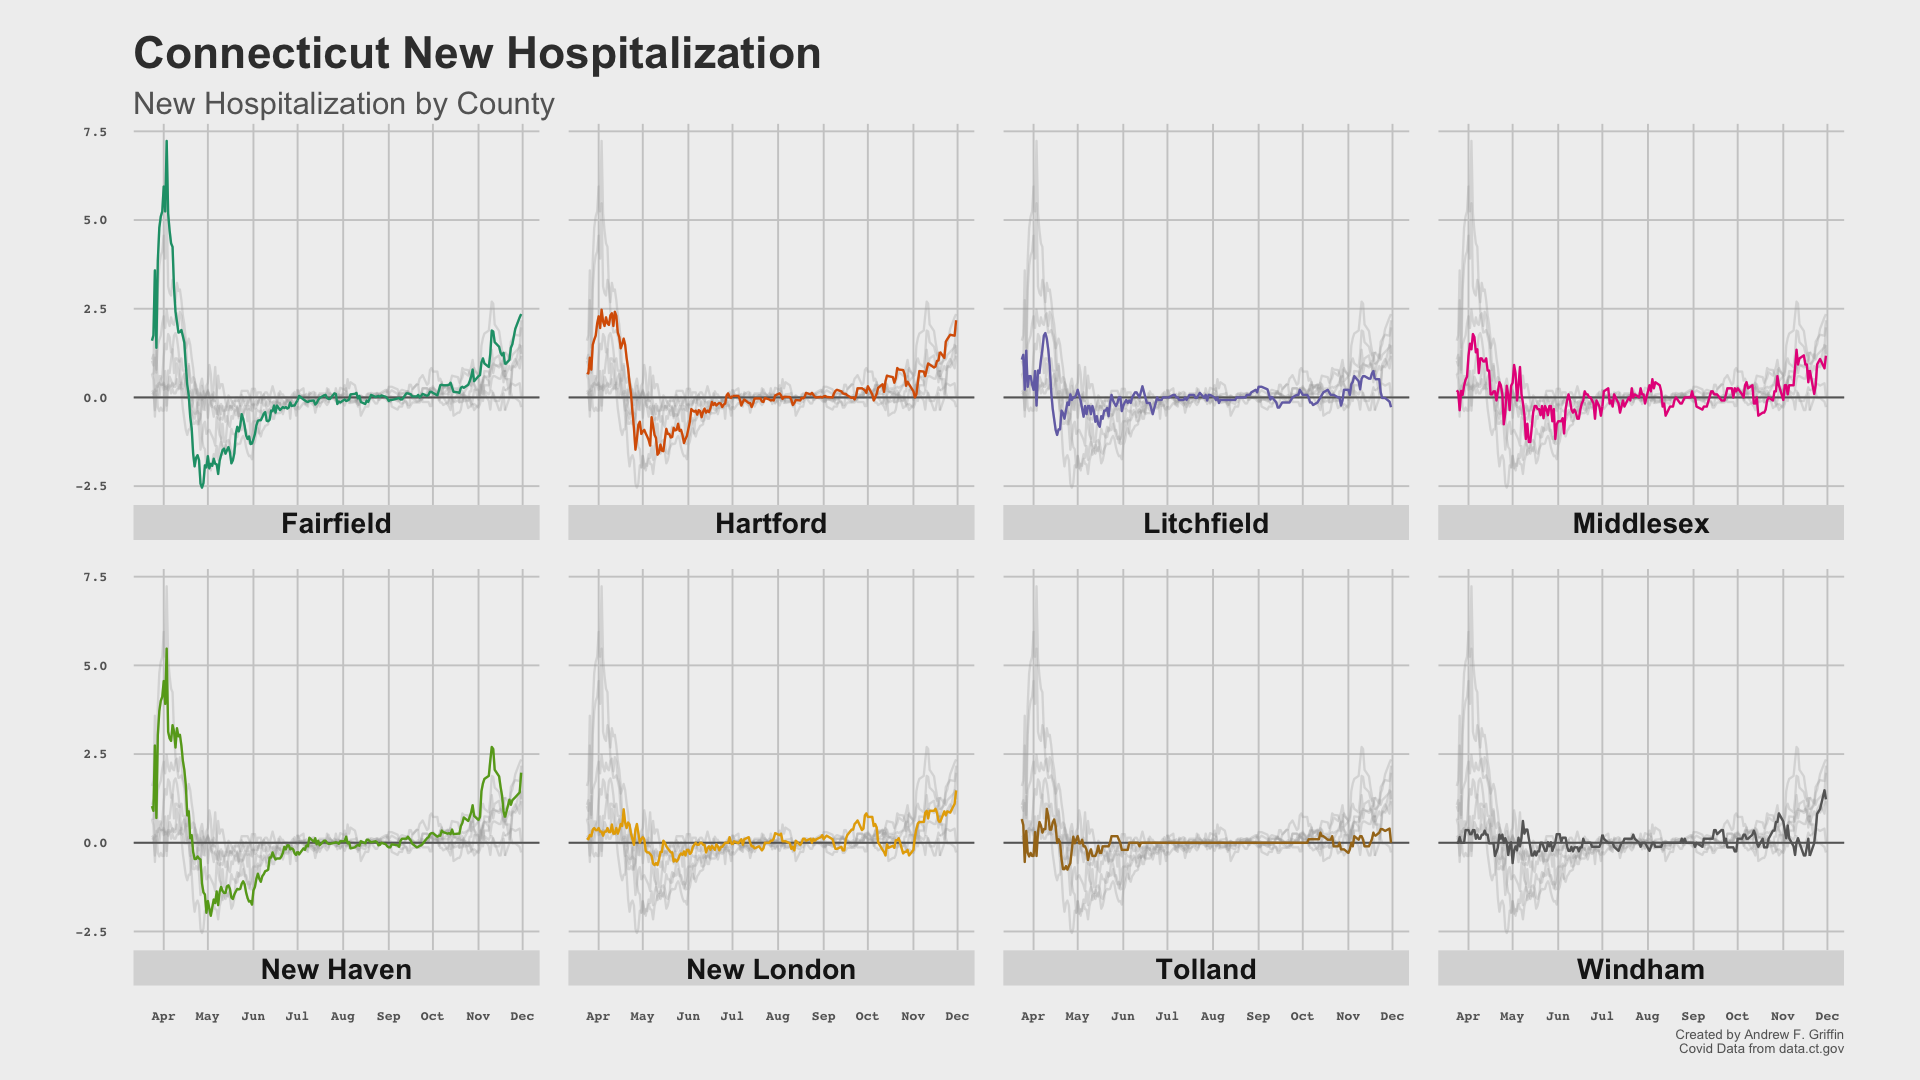 Connecticut New Hospitalization
New Hospitalization by County
7.5
5.0
2.5
0.0
-2.5
Fairfield Hartford Litchfield Middlesex
7.5
5.0
2.5
0.0
-2.5
New Haven New London Tolland Windham
Apr May Jun Jul Aug Sep Oct Nov Dec Apr May Jun Jul Aug Sep Oct Nov Dec Apr May Jun Jul Aug Sep Oct Nov Dec Apr May Jun Jul Aug Sep Oct Nov Dec
Created by Andrew F. Griffin
Covid Data from data.ct.gov